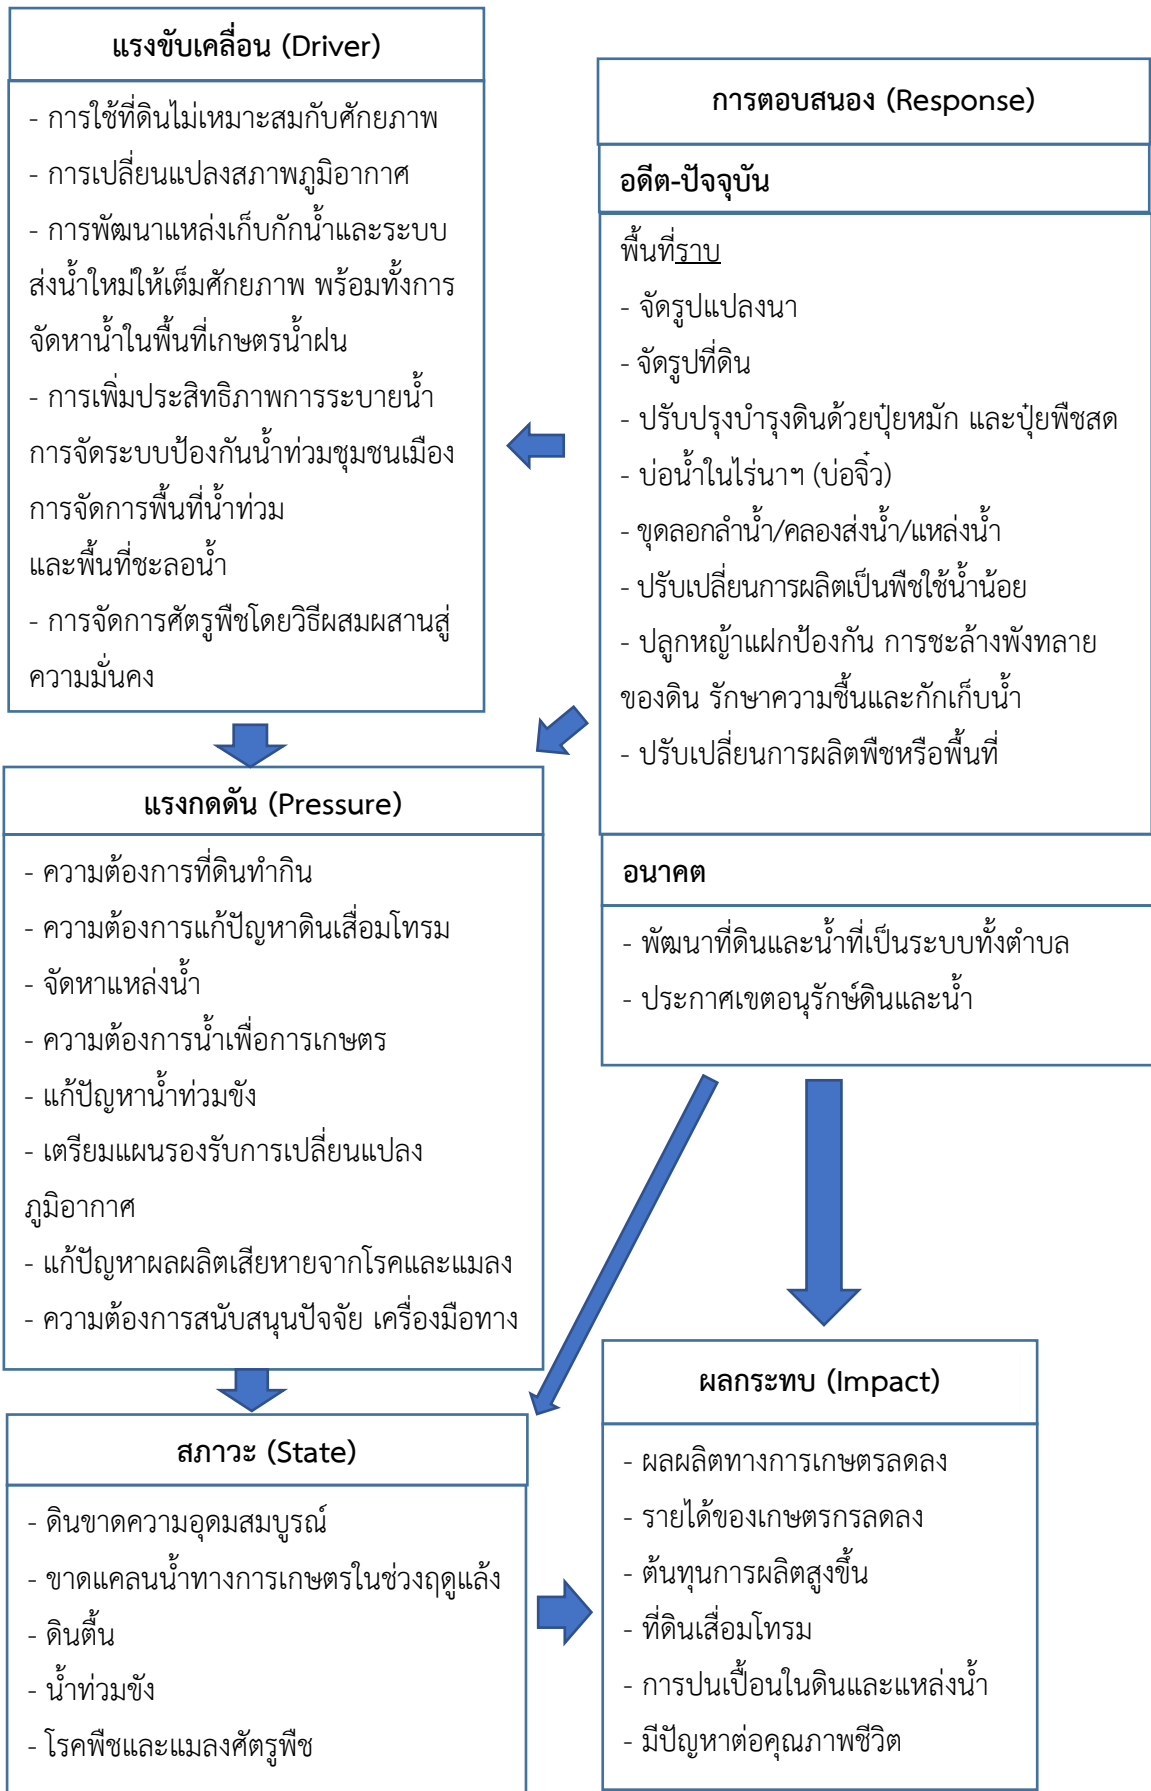 แรงขับเคลื่อน (Driver)
- การใช้ที่ดินไม่เหมาะสมกับศักยภาพ
- การเปลี่ยนแปลงสภาพภูมิอากาศ
- การพัฒนาแหล่งเก็บกักน้ำและระบบ
ส่งน้ำใหม่ให้เต็มศักยภาพ พร้อมทั้งการ
จัดหาน้ำในพื้นที่เกษตรน้ำฝน
- การเพิ่มประสิทธิภาพการระบายน้ำ
การจัดระบบป้องกันน้ำท่วมชุมชนเมือง
การจัดการพื้นที่น้ำท่วม
และพื้นที่ชะลอน้ำ
- การจัดการศัตรูพืชโดยวิธีผสมผสานสู่
ความมั่นคง
การตอบสนอง (Response)
อดีต-ปัจจุบัน
พื้นที่ราบ
- จัดรูปแปลงนา
- จัดรูปที่ดิน
- ปรับปรุงบำรุงดินด้วยปุ๋ยหมัก และปุ๋ยพืชสด
- บ่อน้ำในไร่นาฯ (บ่อจิ๋ว)
- ขุดลอกลำน้ำ/คลองส่งน้ำ/แหล่งน้ำ
- ปรับเปลี่ยนการผลิตเป็นพืชใช้น้ำน้อย
- ปลูกหญ้าแฝกป้องกัน การชะล้างพังทลาย
ของดิน รักษาความชื้นและกักเก็บน้ำ
- ปรับเปลี่ยนการผลิตพืชหรือพื้นที่
อนาคต
- พัฒนาที่ดินและน้ำที่เป็นระบบทั้งตำบล
- ประกาศเขตอนุรักษ์ดินและน้ำ
แรงกดดัน (Pressure)
- ความต้องการที่ดินทำกิน
- ความต้องการแก้ปัญหาดินเสื่อมโทรม
- จัดหาแหล่งน้ำ
- ความต้องการน้ำเพื่อการเกษตร
- แก้ปัญหาน้ำท่วมขัง
- เตรียมแผนรองรับการเปลี่ยนแปลง
ภูมิอากาศ
- แก้ปัญหาผลผลิตเสียหายจากโรคและแมลง
- ความต้องการสนับสนุนปัจจัย เครื่องมือทาง
สภาวะ (State)
- ดินขาดความอุดมสมบูรณ์
- ขาดแคลนน้ำทางการเกษตรในช่วงฤดูแล้ง
- ดินตื้น
- น้ำท่วมขัง
- โรคพืชและแมลงศัตรูพืช
ผลกระทบ (Impact)
- ผลผลิตทางการเกษตรลดลง
- รายได้ของเกษตรกรลดลง
- ต้นทุนการผลิตสูงขึ้น
- ที่ดินเสื่อมโทรม
- การปนเปื้อนในดินและแหล่งน้ำ
- มีปัญหาต่อคุณภาพชีวิต